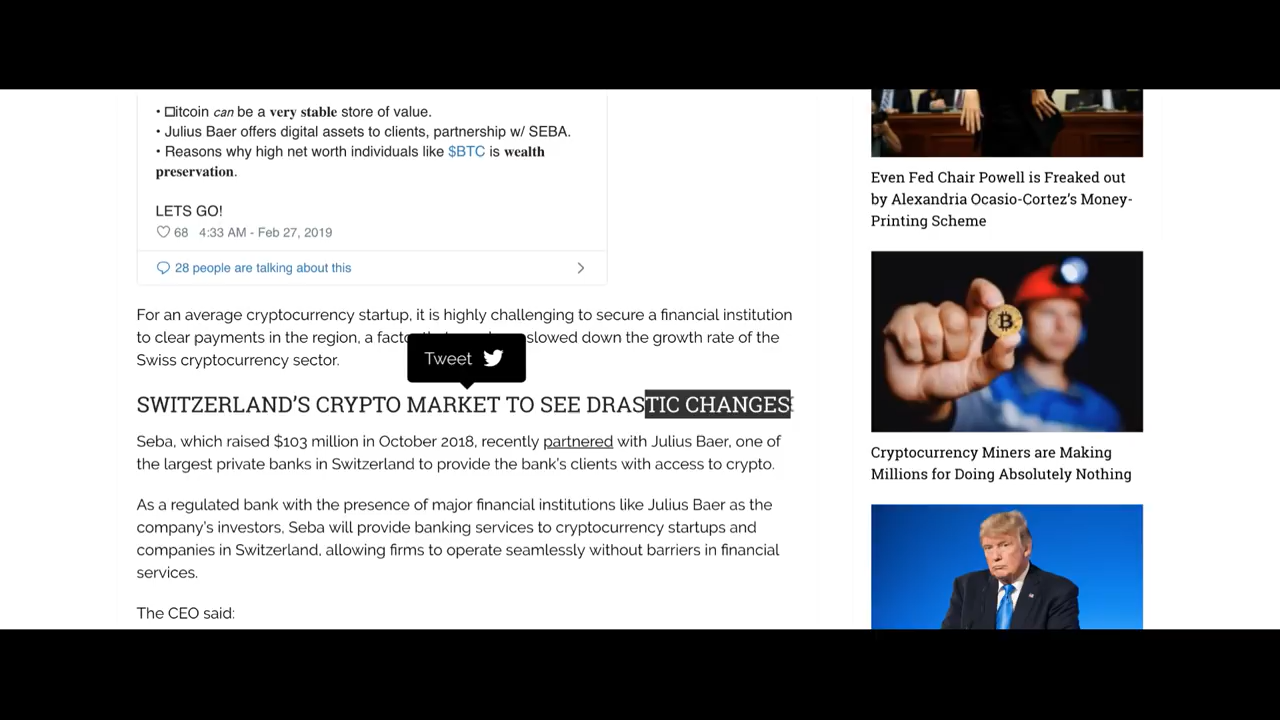 • ₿itcoin can be a very stable store of value.
• Julius Baer offers digital assets to clients, partnership w/ SEBA.
• Reasons why high net worth individuals like $BTC is wealth
preservation.
LETS GO!
68 4:33 AM - Feb 27, 2019
28 people are talking about this
For an average cryptocurrency startup, it is highly challenging to secure a financial institution
to clear payments in the region, a slowed down the growth rate of the
Swiss cryptocurrency sector.
Tweet
SWITZERLAND’S CRYPTO MARKET TO SEE DRASTIC CHANGES
Seba, which raised $103 million in October 2018, recently partnered with Julius Baer, one of
the largest private banks in Switzerland to provide the bank’s clients with access to crypto.
As a regulated bank with the presence of major financial institutions like Julius Baer as the
company’s investors, Seba will provide banking services to cryptocurrency startups and
companies in Switzerland, allowing firms to operate seamlessly without barriers in financial
services.
The CEO said:
Even Fed Chair Powell is Freaked out
by Alexandria Ocasio-Cortez’s Money-
Printing Scheme
Cryptocurrency Miners are Making
Millions for Doing Absolutely Nothing